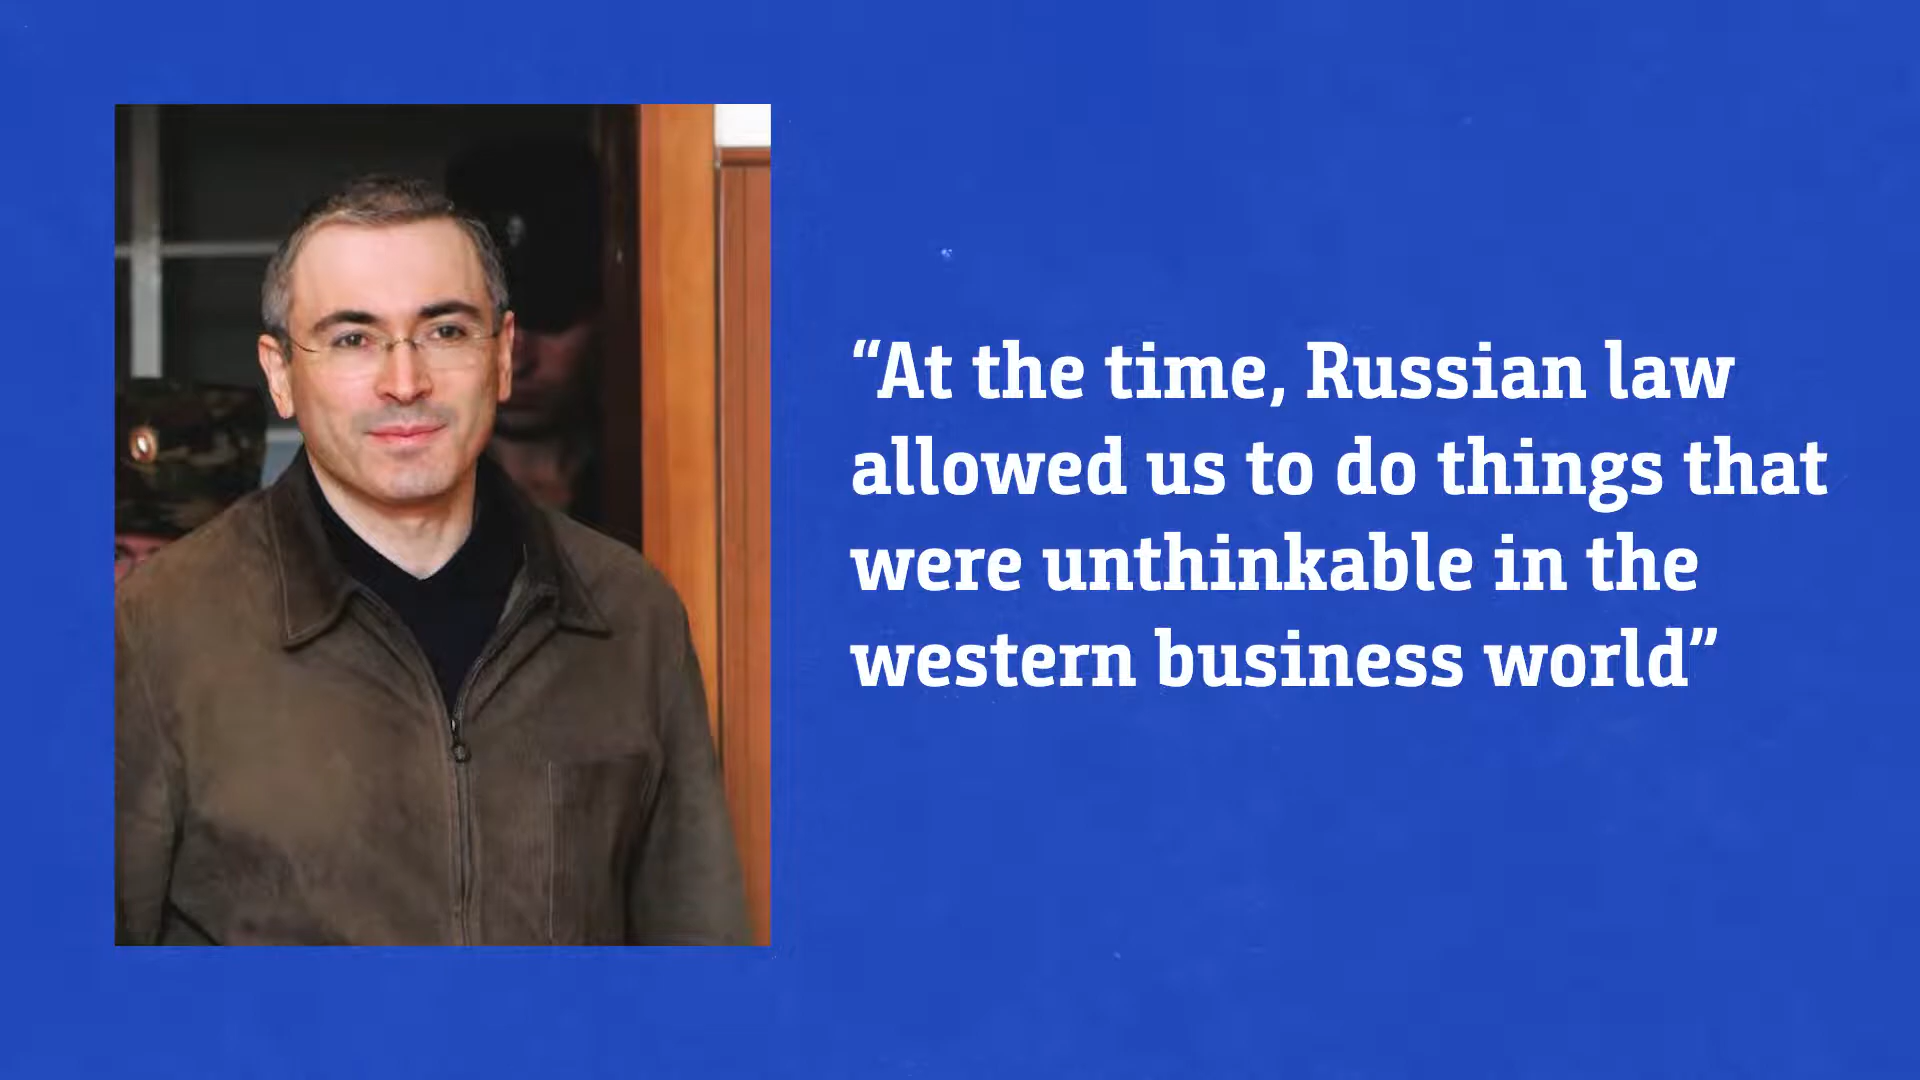 “At the time, Russian law
allowed us to do things that
were unthinkable in the
western business world”